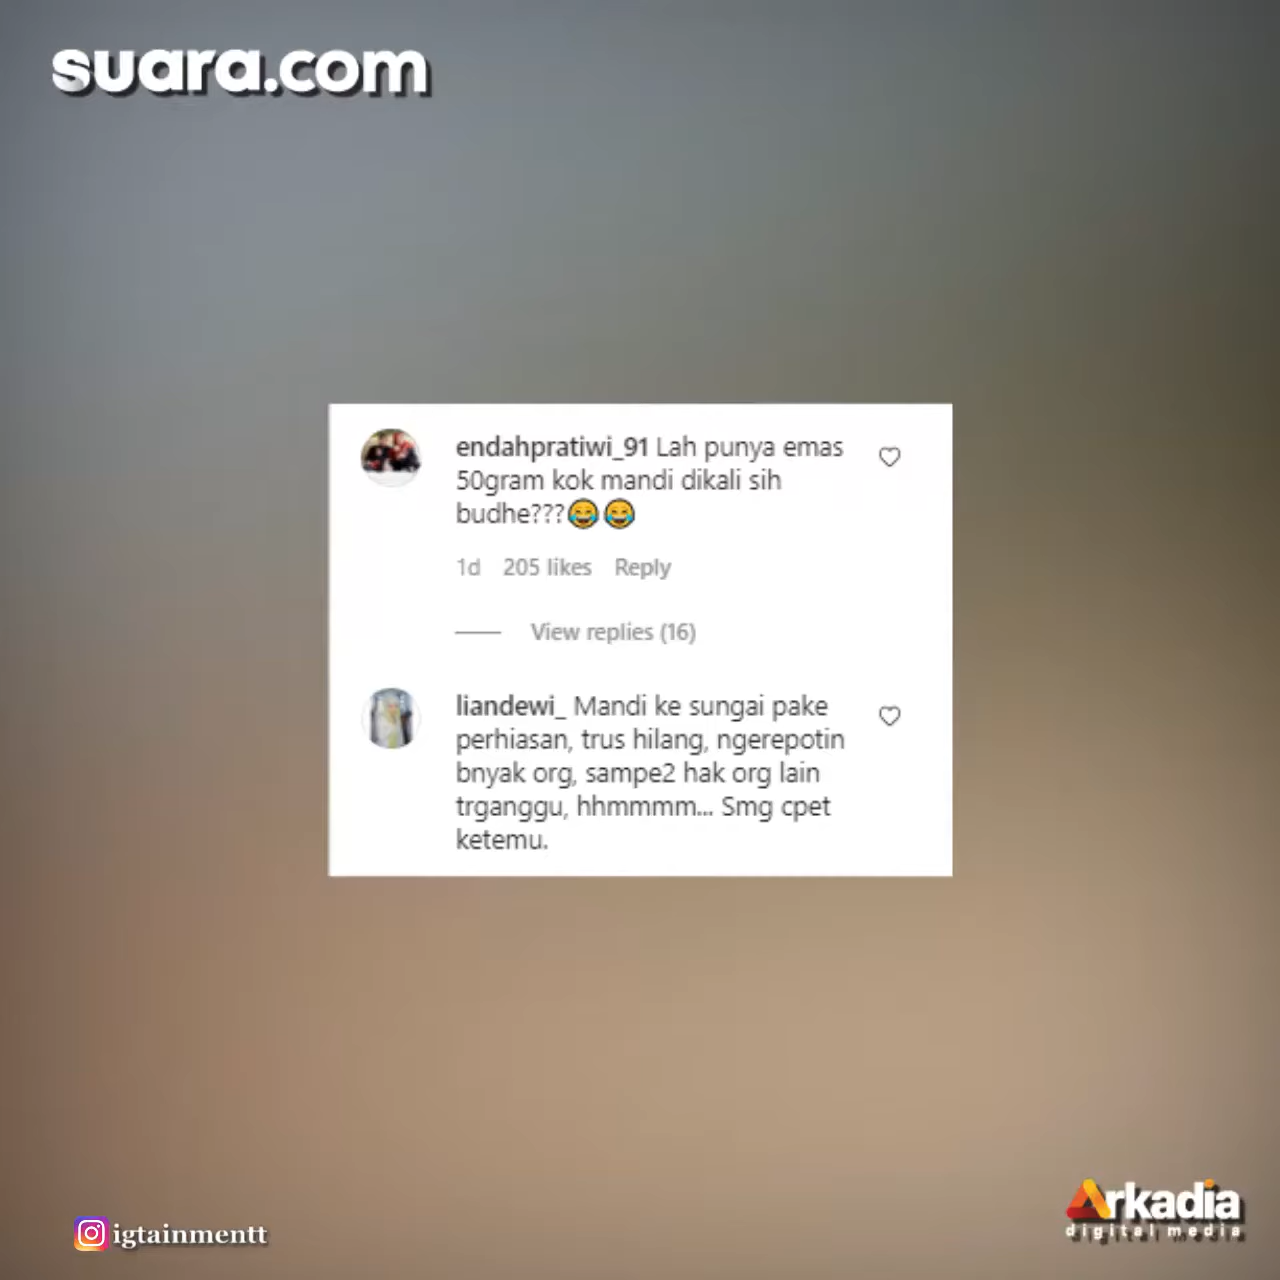 suara.com
endahpratiwi_91 Lah punya emas
50gram kok mandi dikali sih
budhe???😂😂
1d 205 likes Reply
View replies (16)
liandewi_ Mandi ke sungai pake
perhiasan, trus hilang, ngerepotin
bnyak org, sampe2 hak org lain
trganggu, hhmmmm... Smg cpet
ketemu.
igtainmentt
Arkadia
digital media